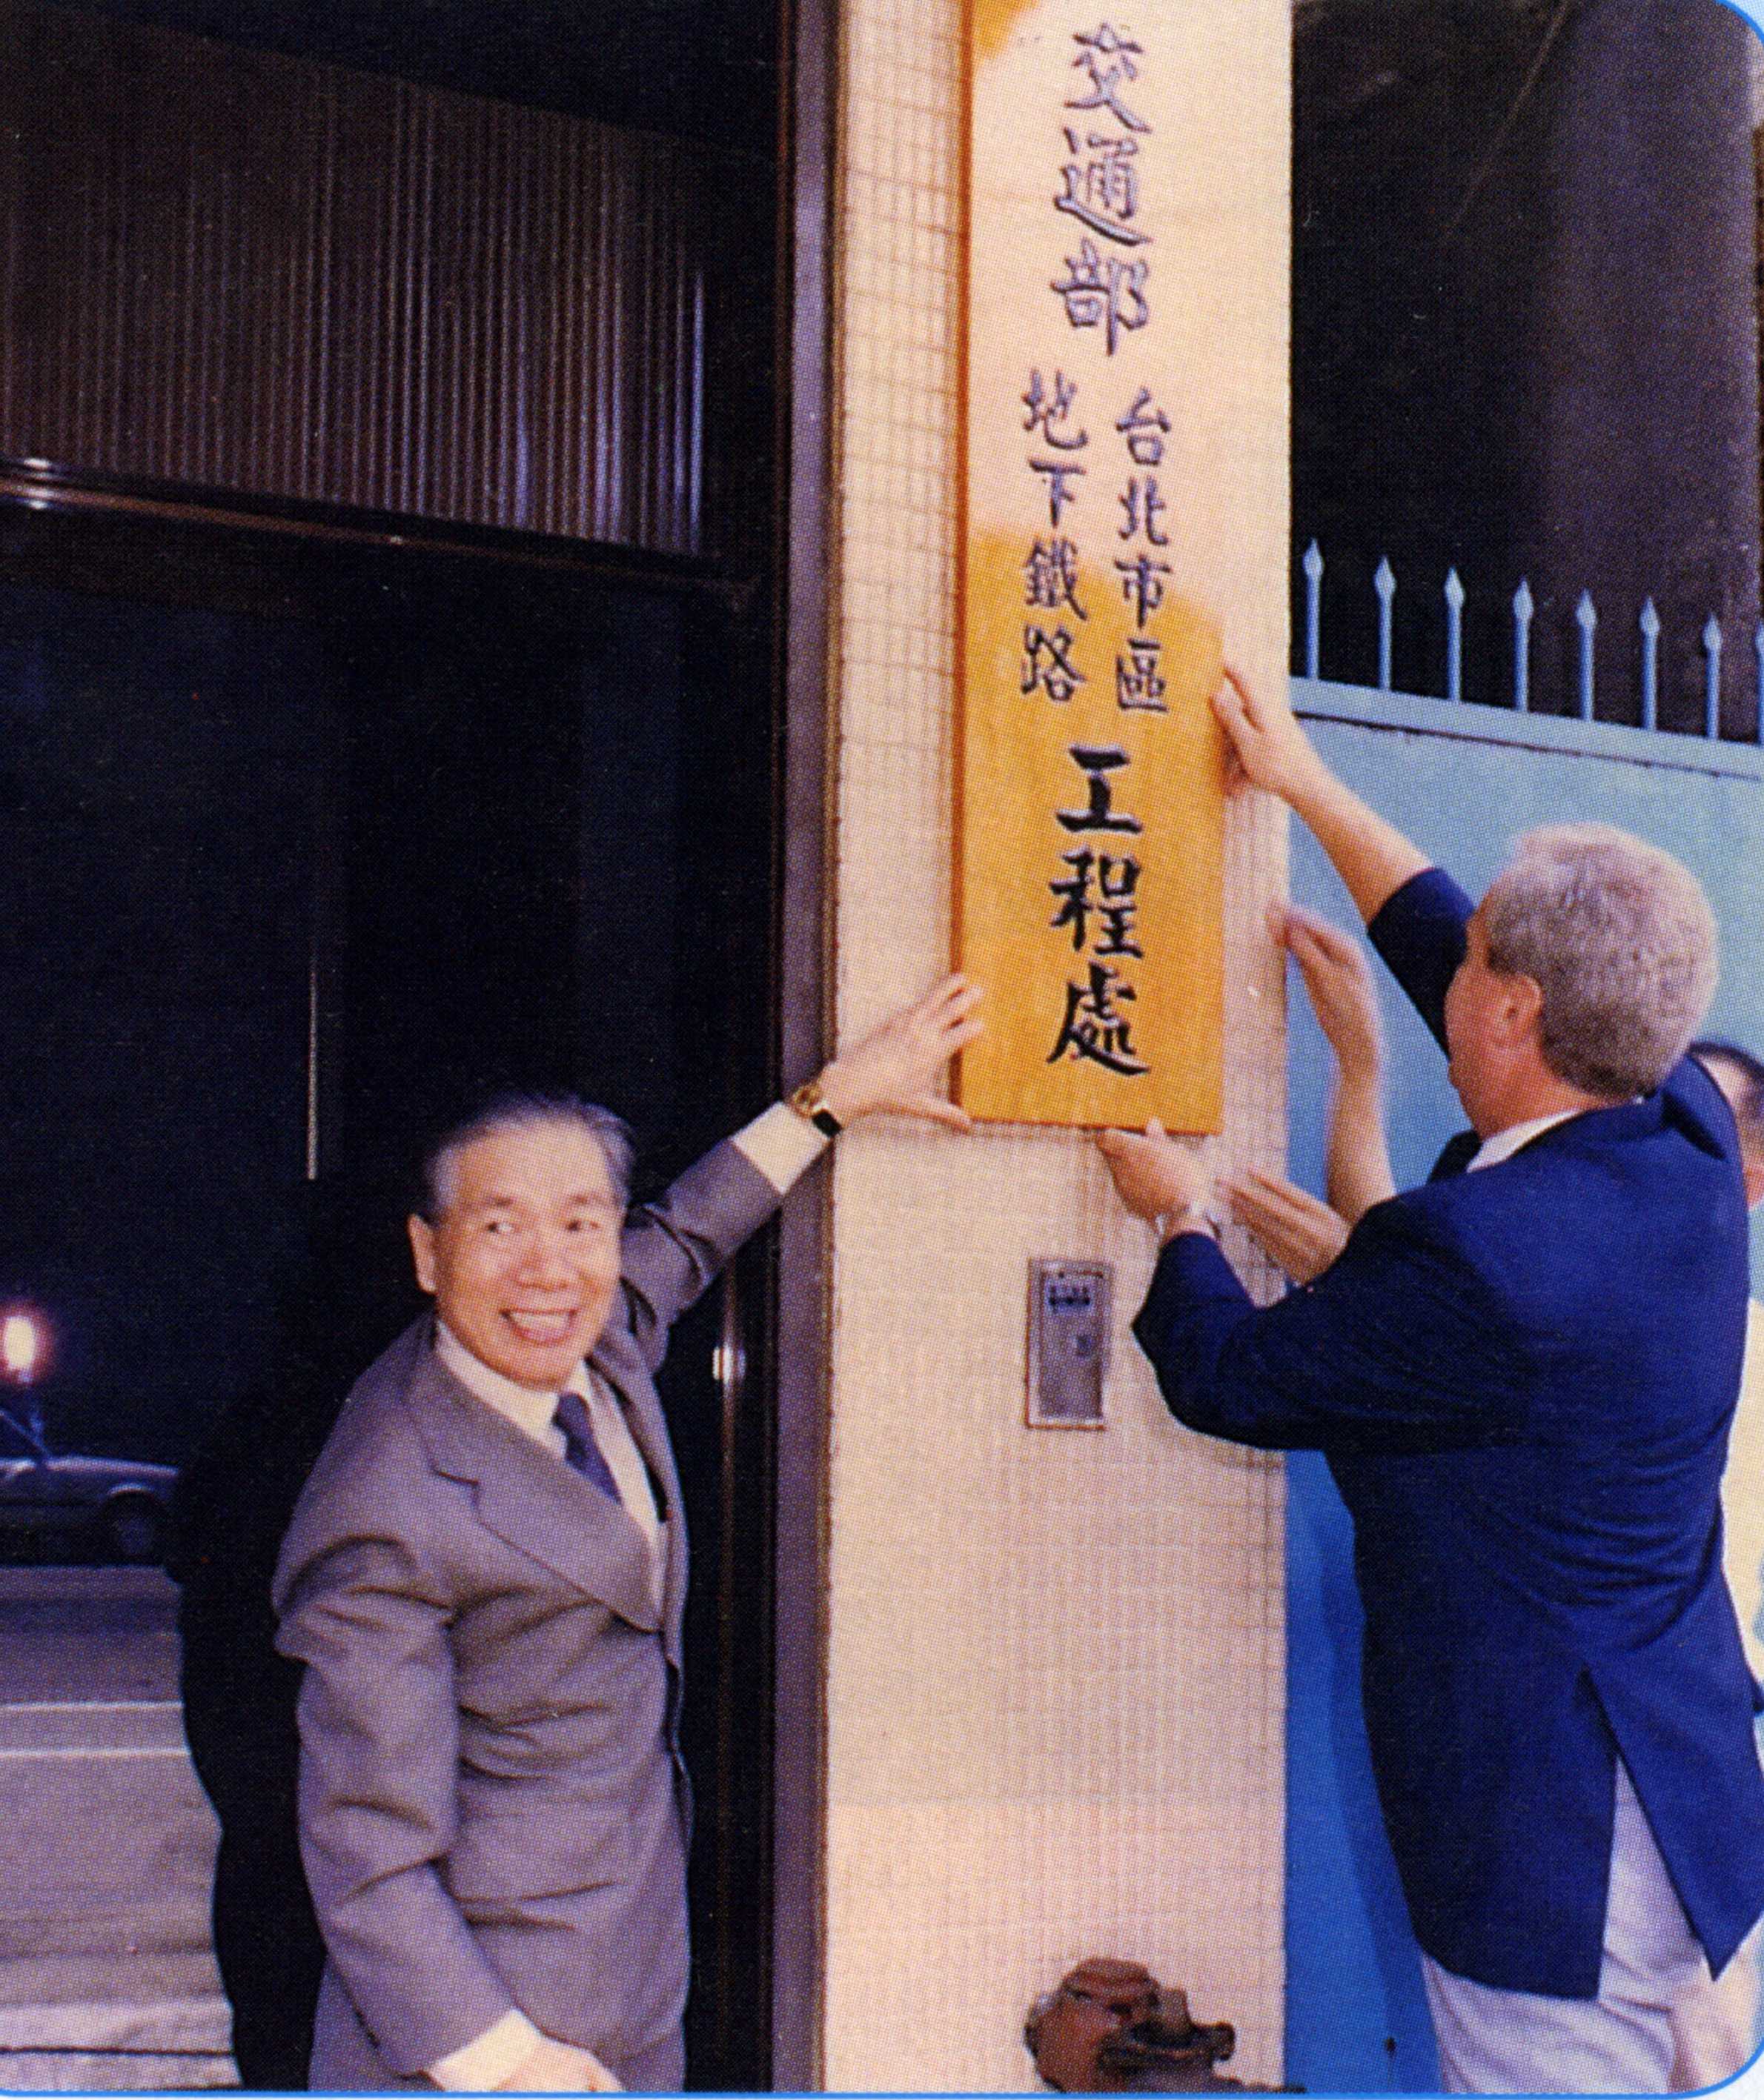 交通部
台北市區
地下鐵路
工程處